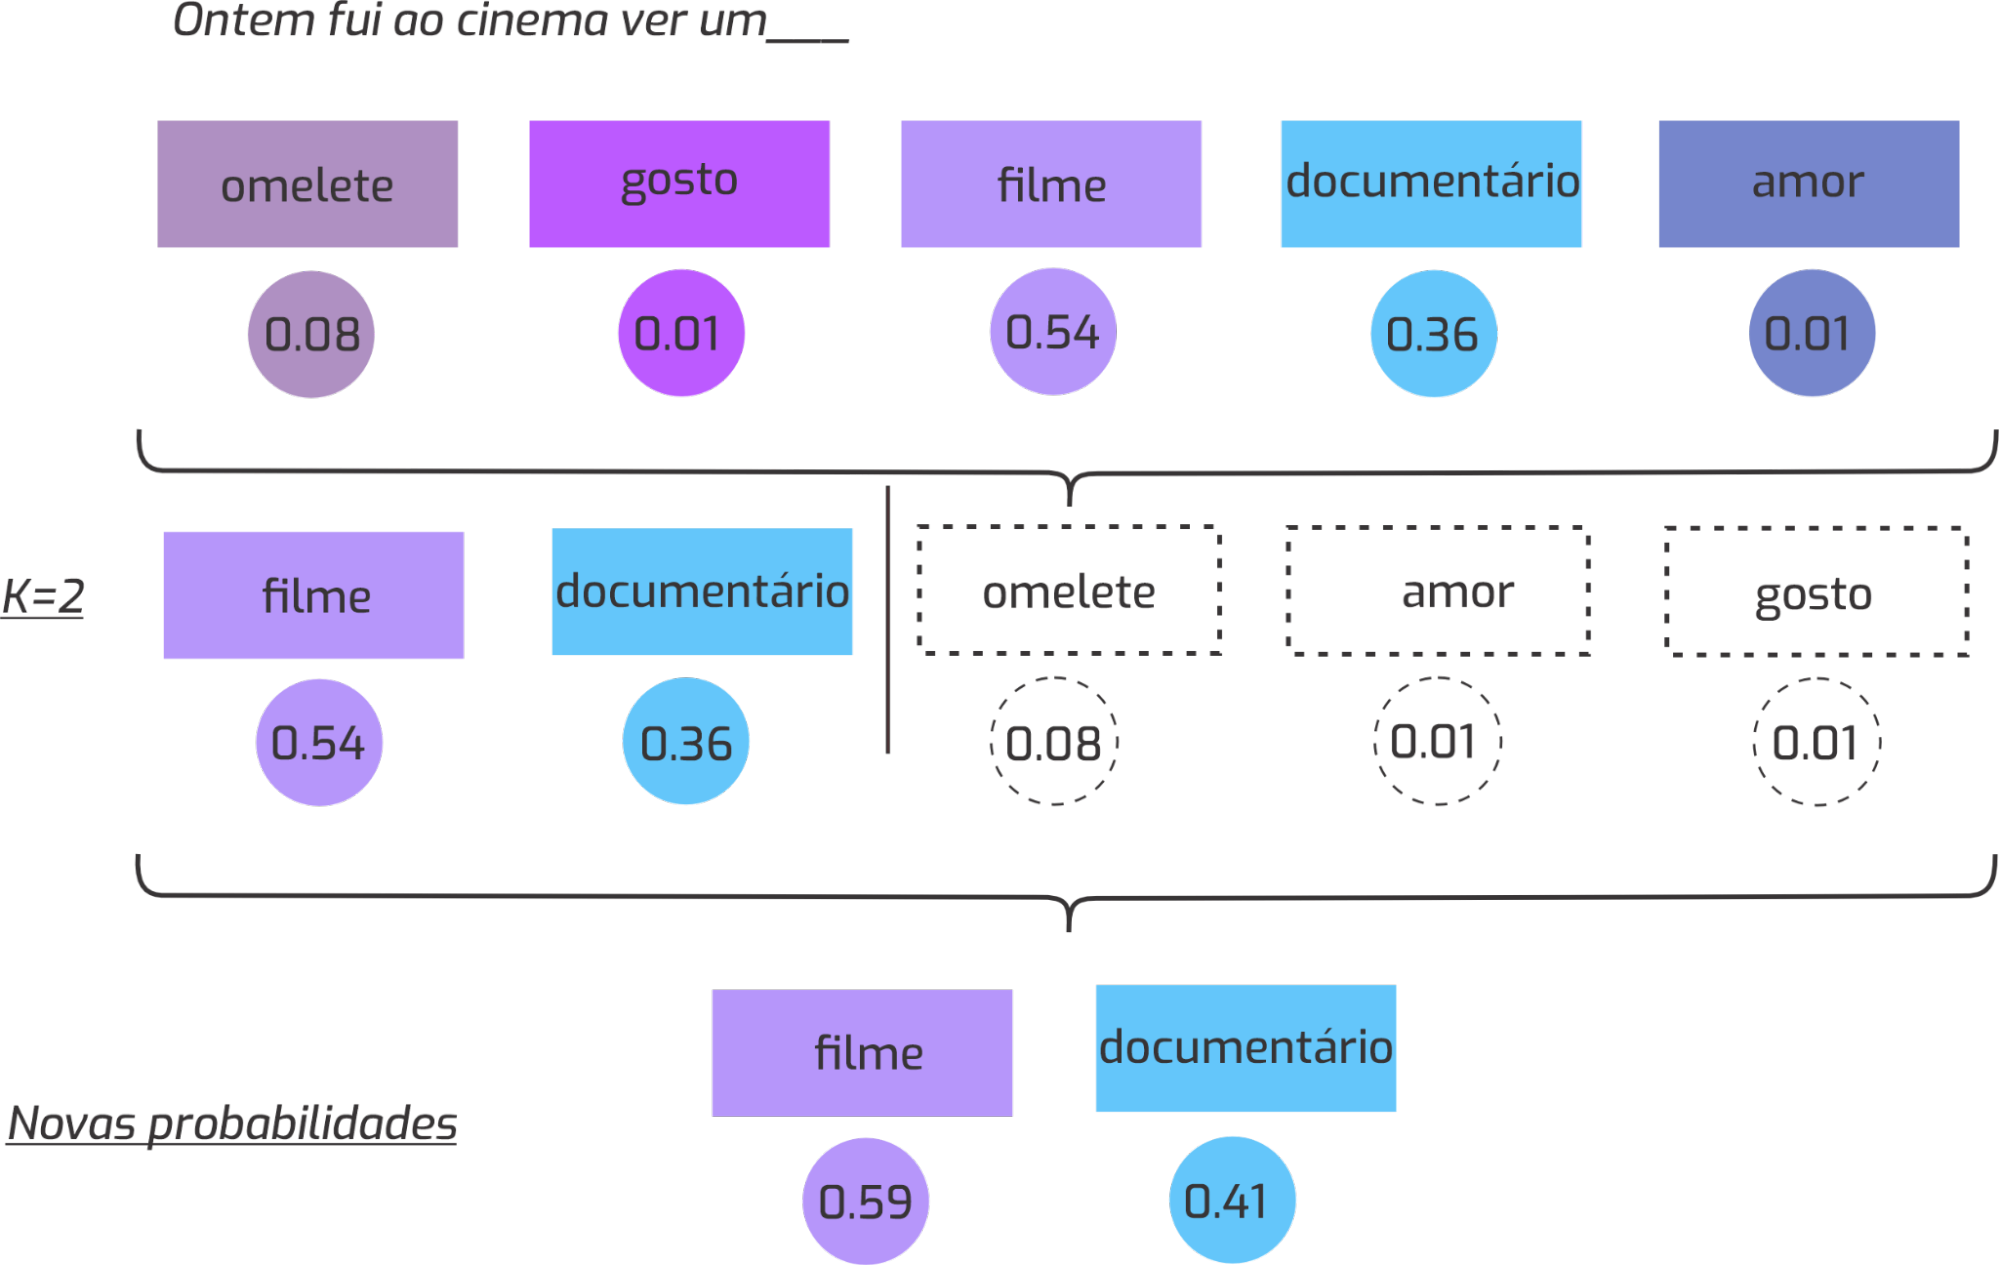 Ontem fui ao cinema ver um___
omelete gosto filme documentário amor
0.08 0.01 0.54 0.36 0.01
K=2 filme documentário omelete amor gosto
0.54 0.36 0.08 0.01 0.01
filme documentário
Novas probabilidades
0.59 0.41